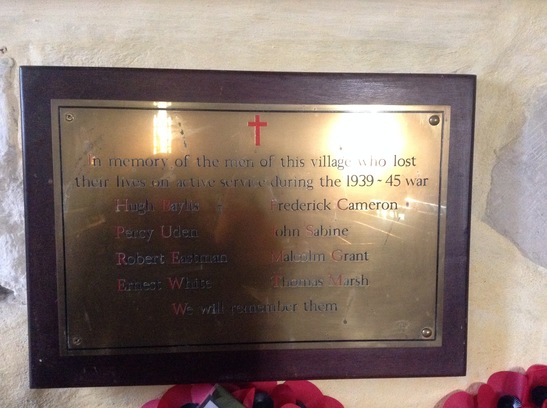 In memory of the men of this village who lost
their lives on active service during the 1939 - 45 war
Hugh Bayliss Frederick Cameron
Percy Uden John Sabine
Robert Eastman Malcolm Grant
Ernest White Thomas Marsh
We will remember them